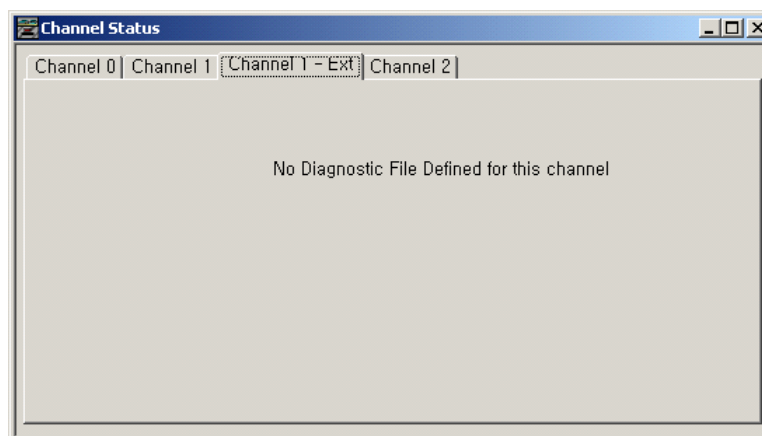 Channel Status
Channel 0 Channel 1 Channel 1 - Ext Channel 2
No Diagnostic File Defined for this channel